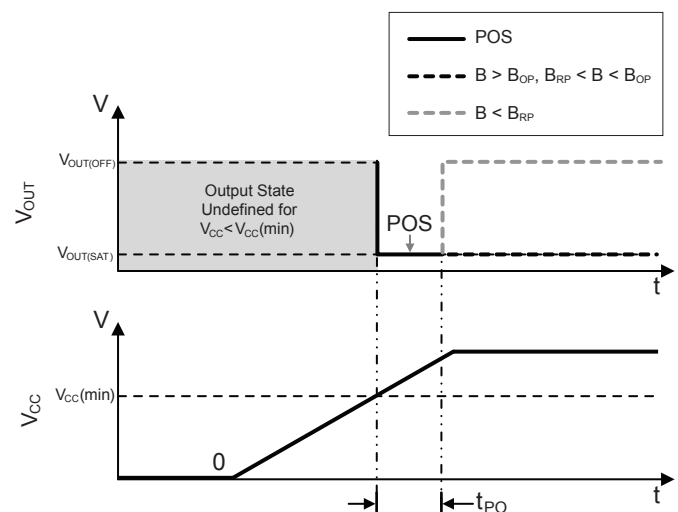 POS
B > BOP, BRP < B < BOP
B < BRP
V
VOUT(OFF)
VOUT
Output State
Undefined for
VCC<VCC(min)
POS
VOUT(SAT)
t
V
VCC(min)
VCC
0
t
tPO